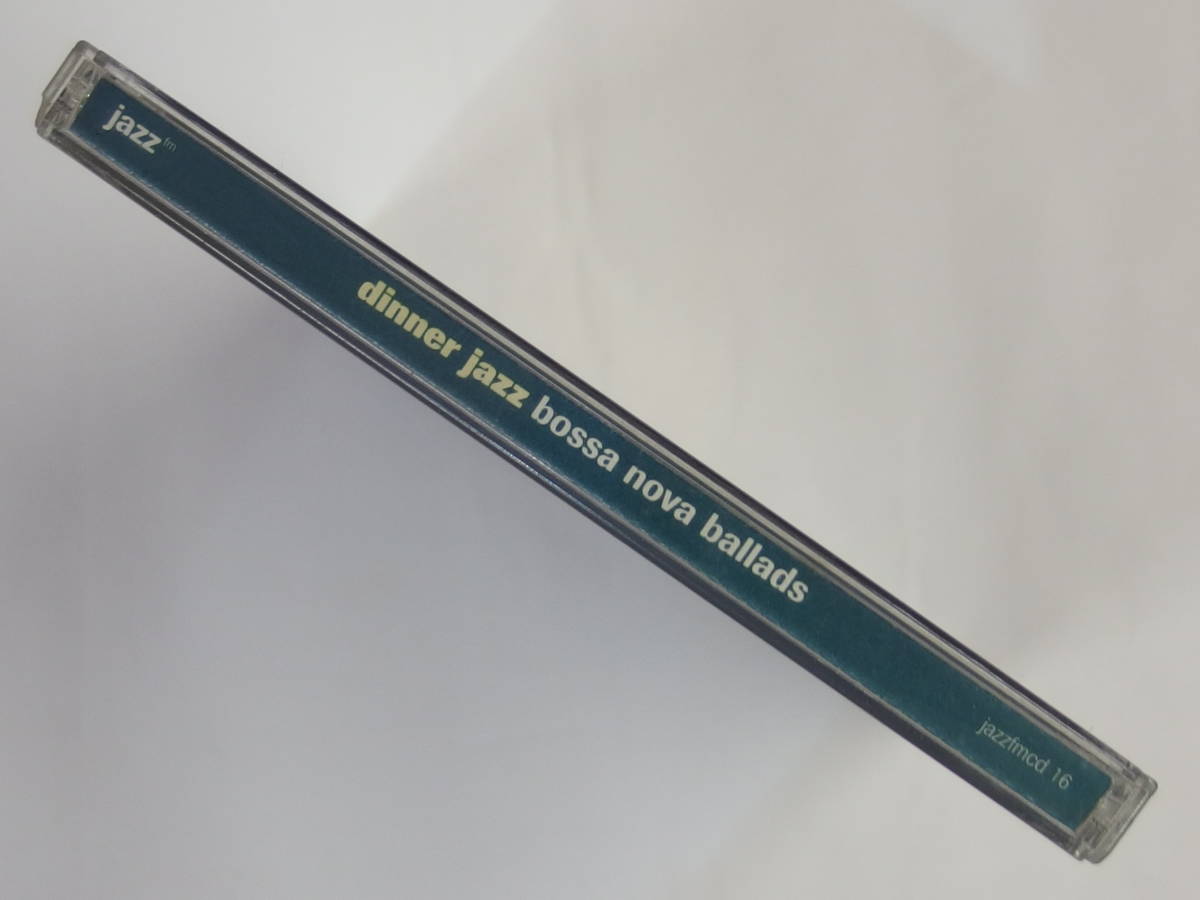 jazz fm
dinner jazz bossa nova ballads
jazzfmcd 16